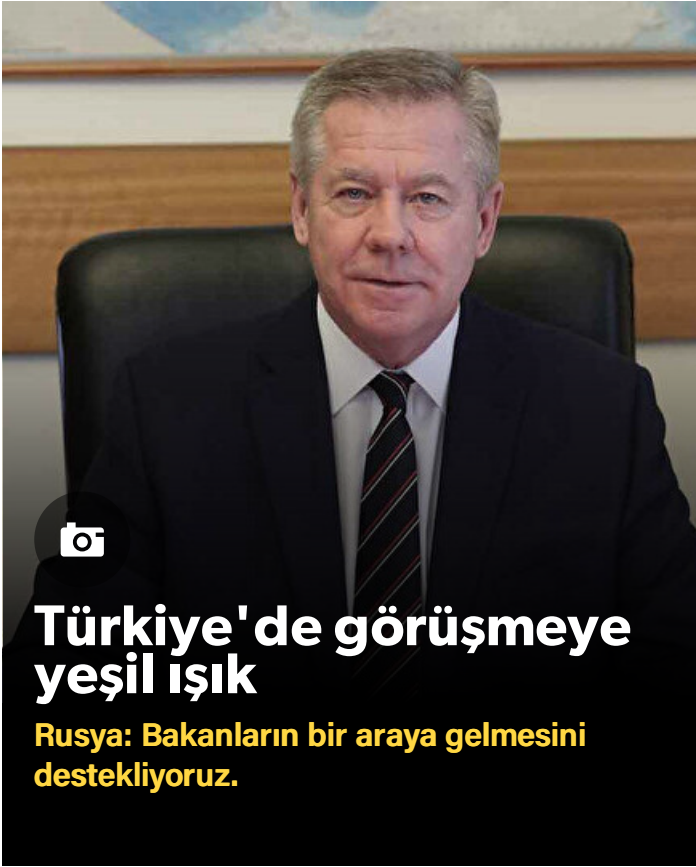 Türkiye'de görüşmeye
yeşil ışık
Rusya: Bakanların bir araya gelmesini
destekliyoruz.